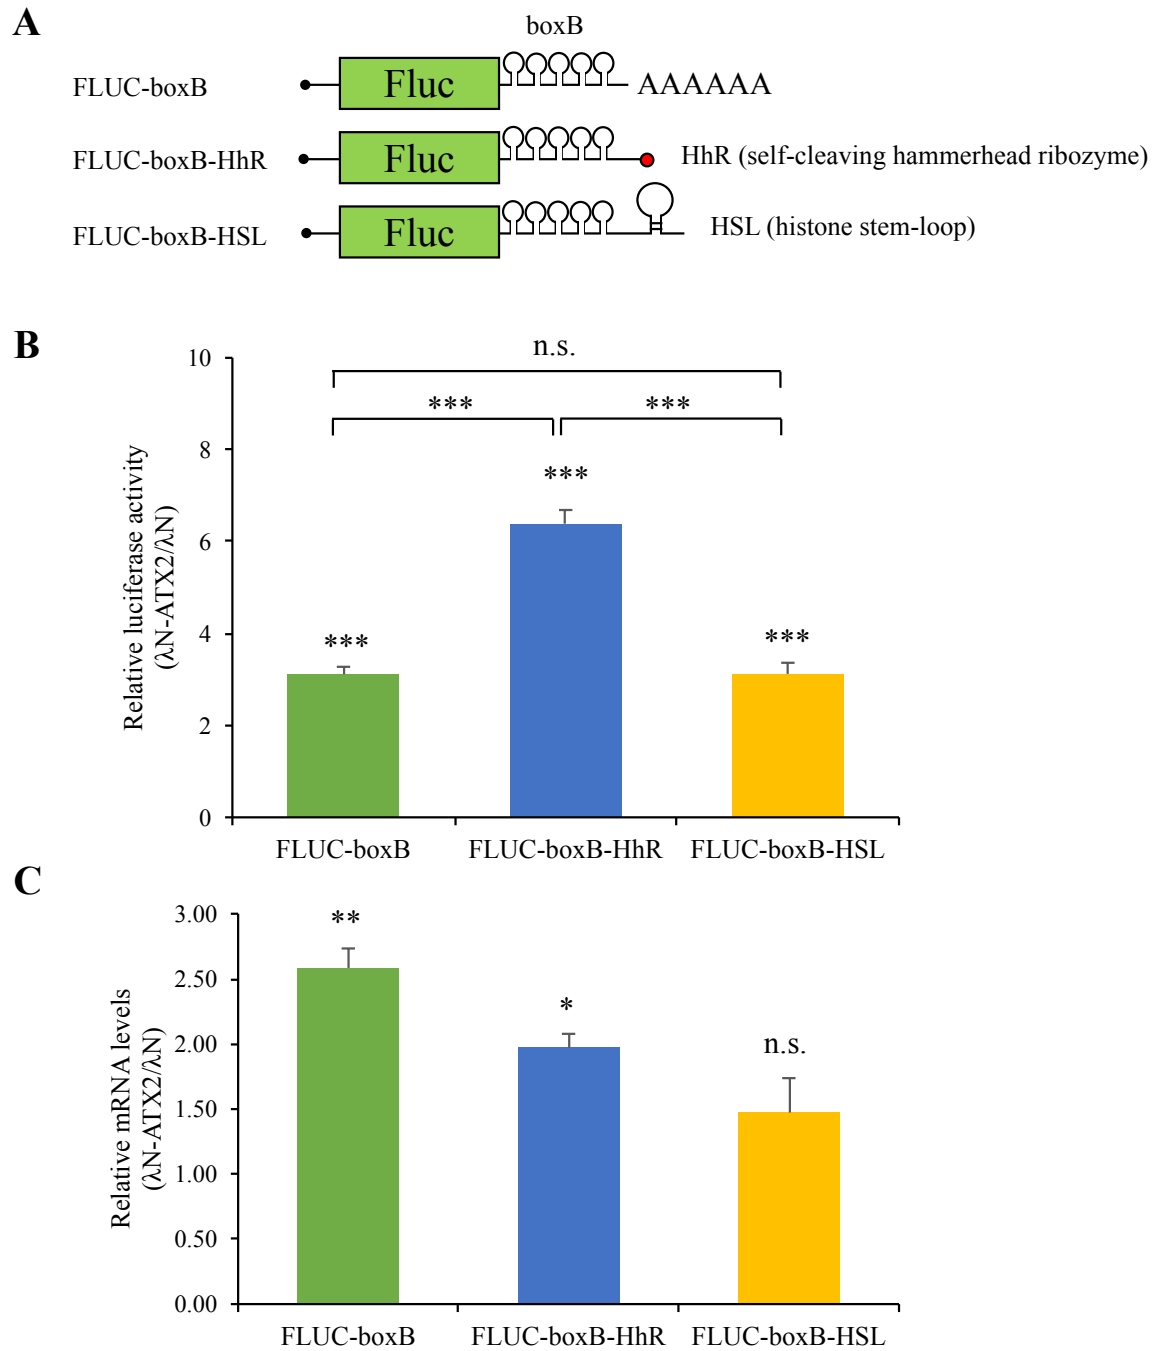 A
boxB
FLUC-boxB
Fluc
AAAAAA
FLUC-boxB-HhR
Fluc
HhR (self-cleaving hammerhead ribozyme)
FLUC-boxB-HSL
Fluc
HSL (histone stem-loop)
B
n.s.
***
***
***
***
***
10
8
6
4
2
0
Relative luciferase activity
(λN-ATX2/λN)
FLUC-boxB
FLUC-boxB-HhR
FLUC-boxB-HSL
C
**
*
n.s.
3.00
2.50
2.00
1.50
1.00
0.50
0.00
Relative mRNA levels
(λN-ATX2/λN)
FLUC-boxB
FLUC-boxB-HhR
FLUC-boxB-HSL